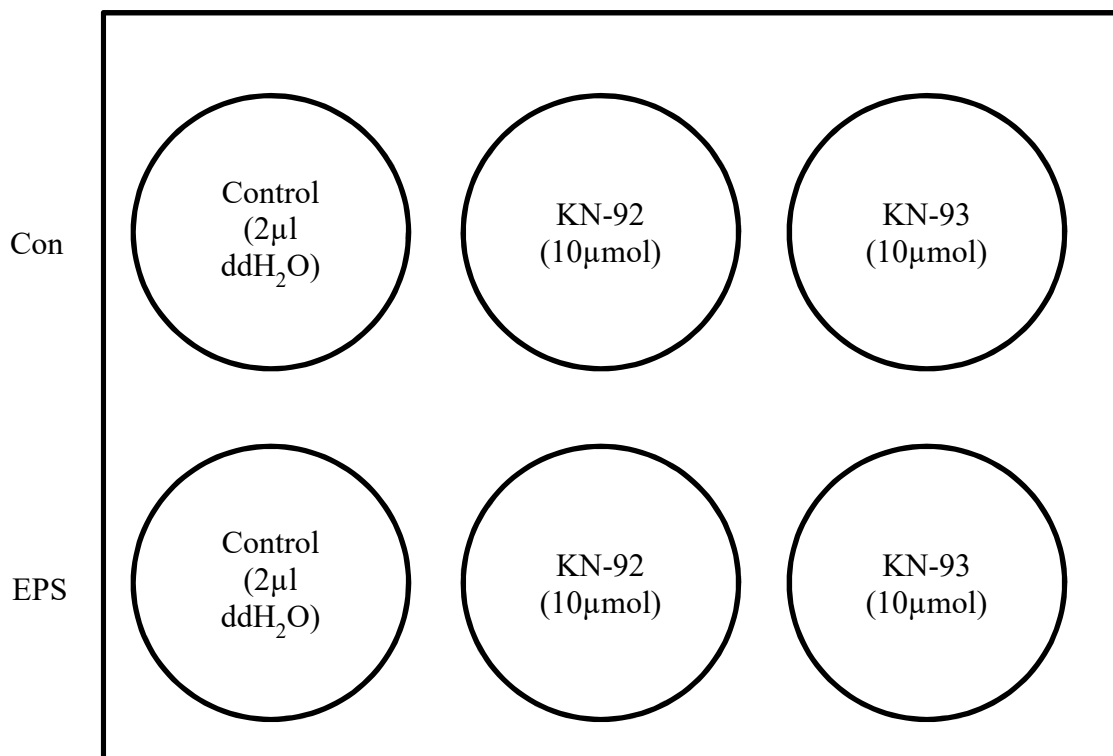 Con
Control
(2µl
ddH₂O)
KN-92
(10µmol)
KN-93
(10µmol)
EPS
Control
(2µl
ddH₂O)
KN-92
(10µmol)
KN-93
(10µmol)